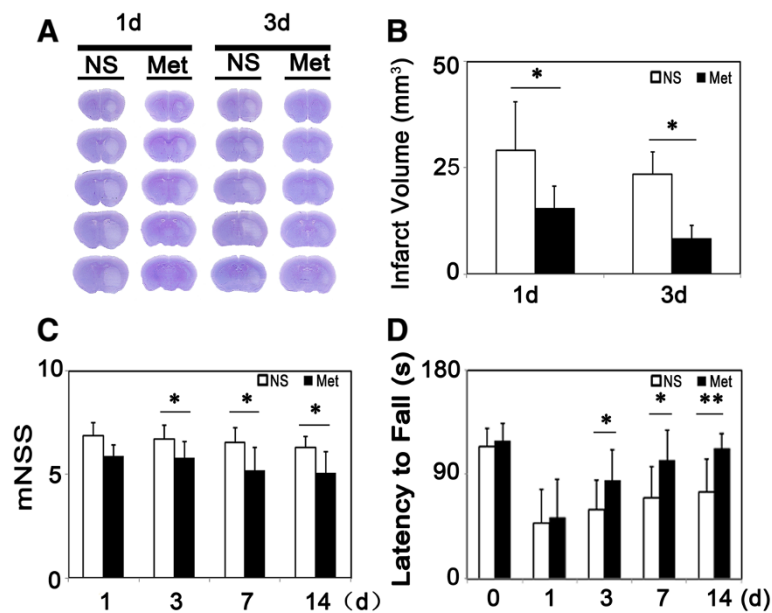 A
1d 3d
NS Met NS Met
B
Infarct Volume (mm³)
50
25
0
NS Met
*
*
1d 3d
C
mNSS
10
5
0
NS Met
* * *
1 3 7 14 (d)
D
Latency to Fall (s)
180
90
0
NS Met
* * **
0 1 3 7 14 (d)